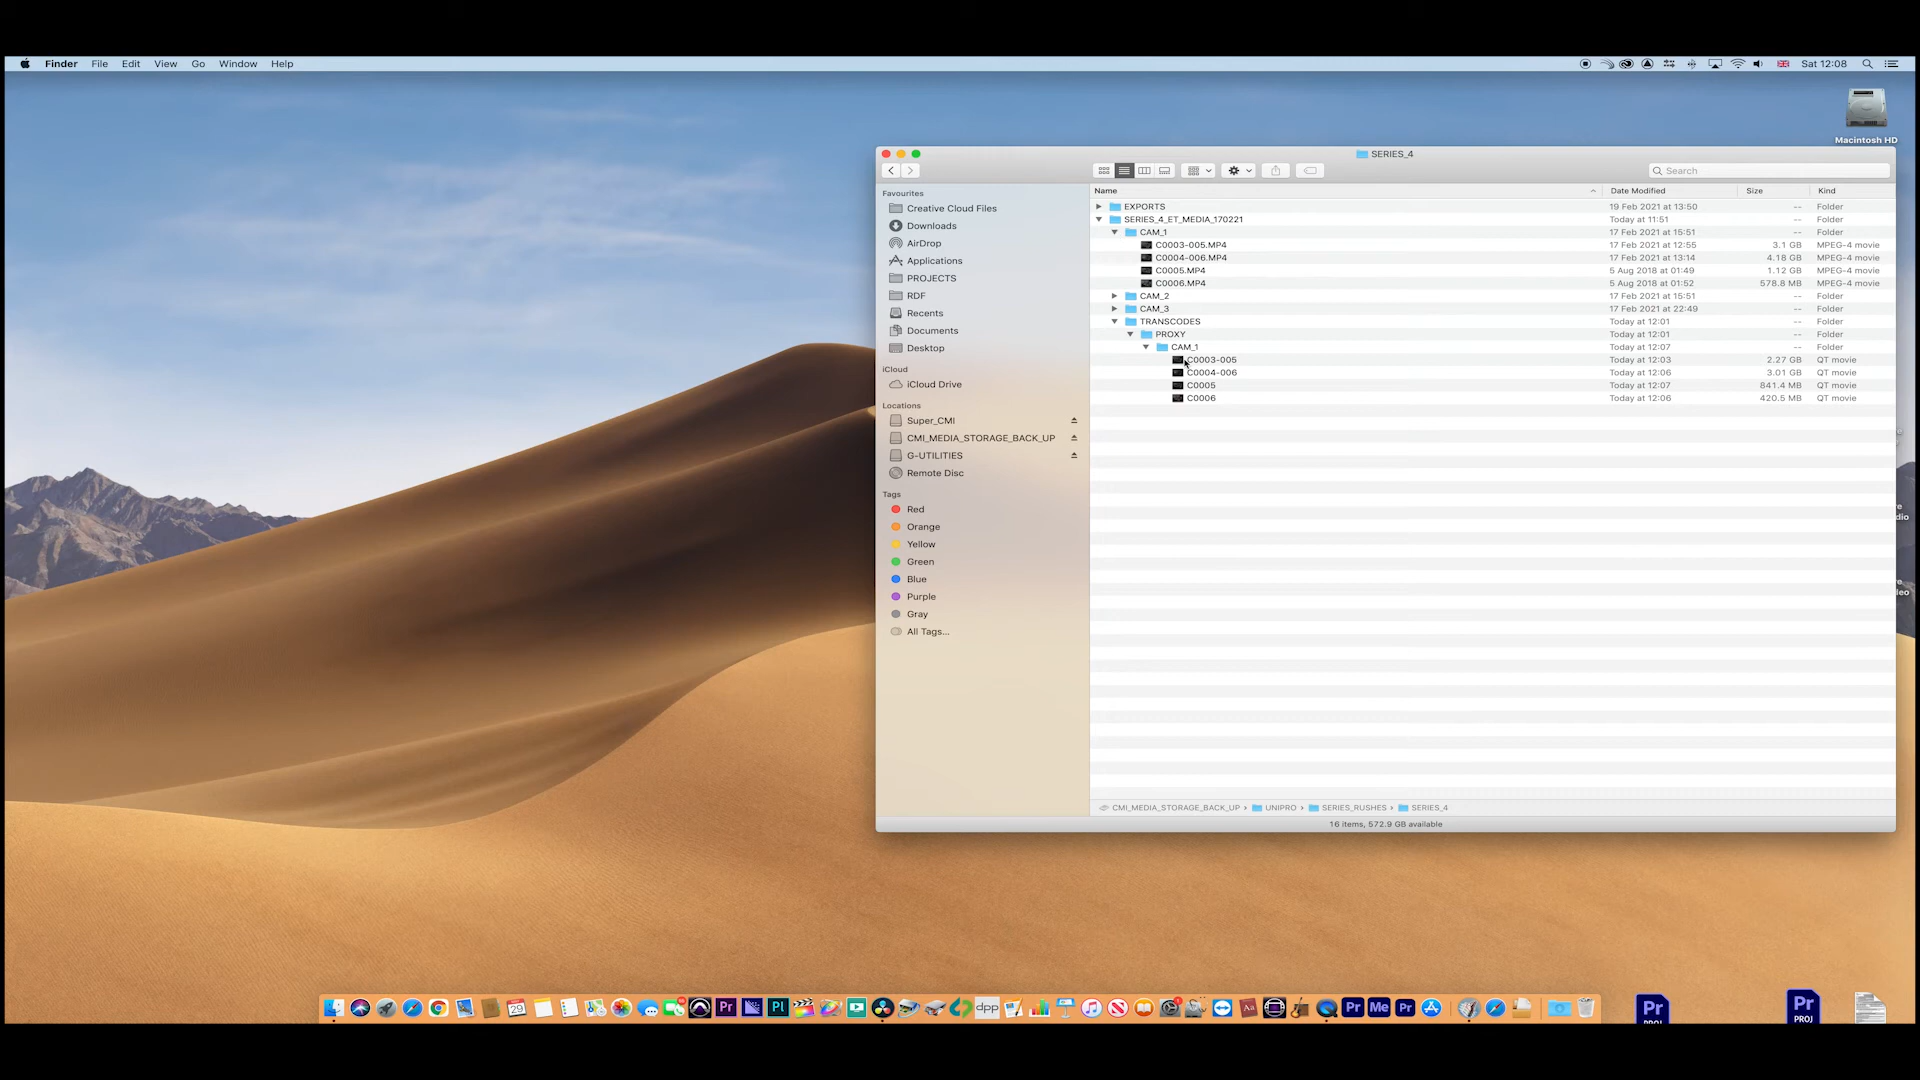 Finder File Edit View Go Window Help
Sat 12:08
Macintosh HD
SERIES_4
Search
Favourites
Creative Cloud Files
Downloads
AirDrop
Applications
PROJECTS
RDF
Recents
Documents
Desktop
iCloud
iCloud Drive
Locations
Super_CMI
CMI_MEDIA_STORAGE_BACK_UP
G-UTILITIES
Remote Disc
Tags
Red
Orange
Yellow
Green
Blue
Purple
Gray
All Tags...
Name Date Modified Size Kind
EXPORTS 19 Feb 2021 at 13:50 -- Folder
SERIES_4_ET_MEDIA_170221 Today at 11:51 -- Folder
CAM_1 17 Feb 2021 at 15:51 -- Folder
C0003-005.MP4 17 Feb 2021 at 12:55 3.1 GB MPEG-4 movie
C0004-006.MP4 17 Feb 2021 at 13:14 4.18 GB MPEG-4 movie
C0005.MP4 5 Aug 2018 at 01:49 1.12 GB MPEG-4 movie
C0006.MP4 5 Aug 2018 at 01:52 578.8 MB MPEG-4 movie
CAM_2 17 Feb 2021 at 15:51 -- Folder
CAM_3 17 Feb 2021 at 22:49 -- Folder
TRANSCODES Today at 12:01 -- Folder
PROXY Today at 12:01 -- Folder
CAM_1 Today at 12:07 -- Folder
C0003-005 Today at 12:03 2.27 GB QT movie
C0004-006 Today at 12:06 3.01 GB QT movie
C0005 Today at 12:07 841.4 MB QT movie
C0006 Today at 12:06 420.5 MB QT movie
CMI_MEDIA_STORAGE_BACK_UP › UNIPRO › SERIES_RUSHES › SERIES_4
16 items, 572.9 GB available
29 Pr Pl dpp Aa Pr Me Pr
Pr
PROJ
Pr
PROJ